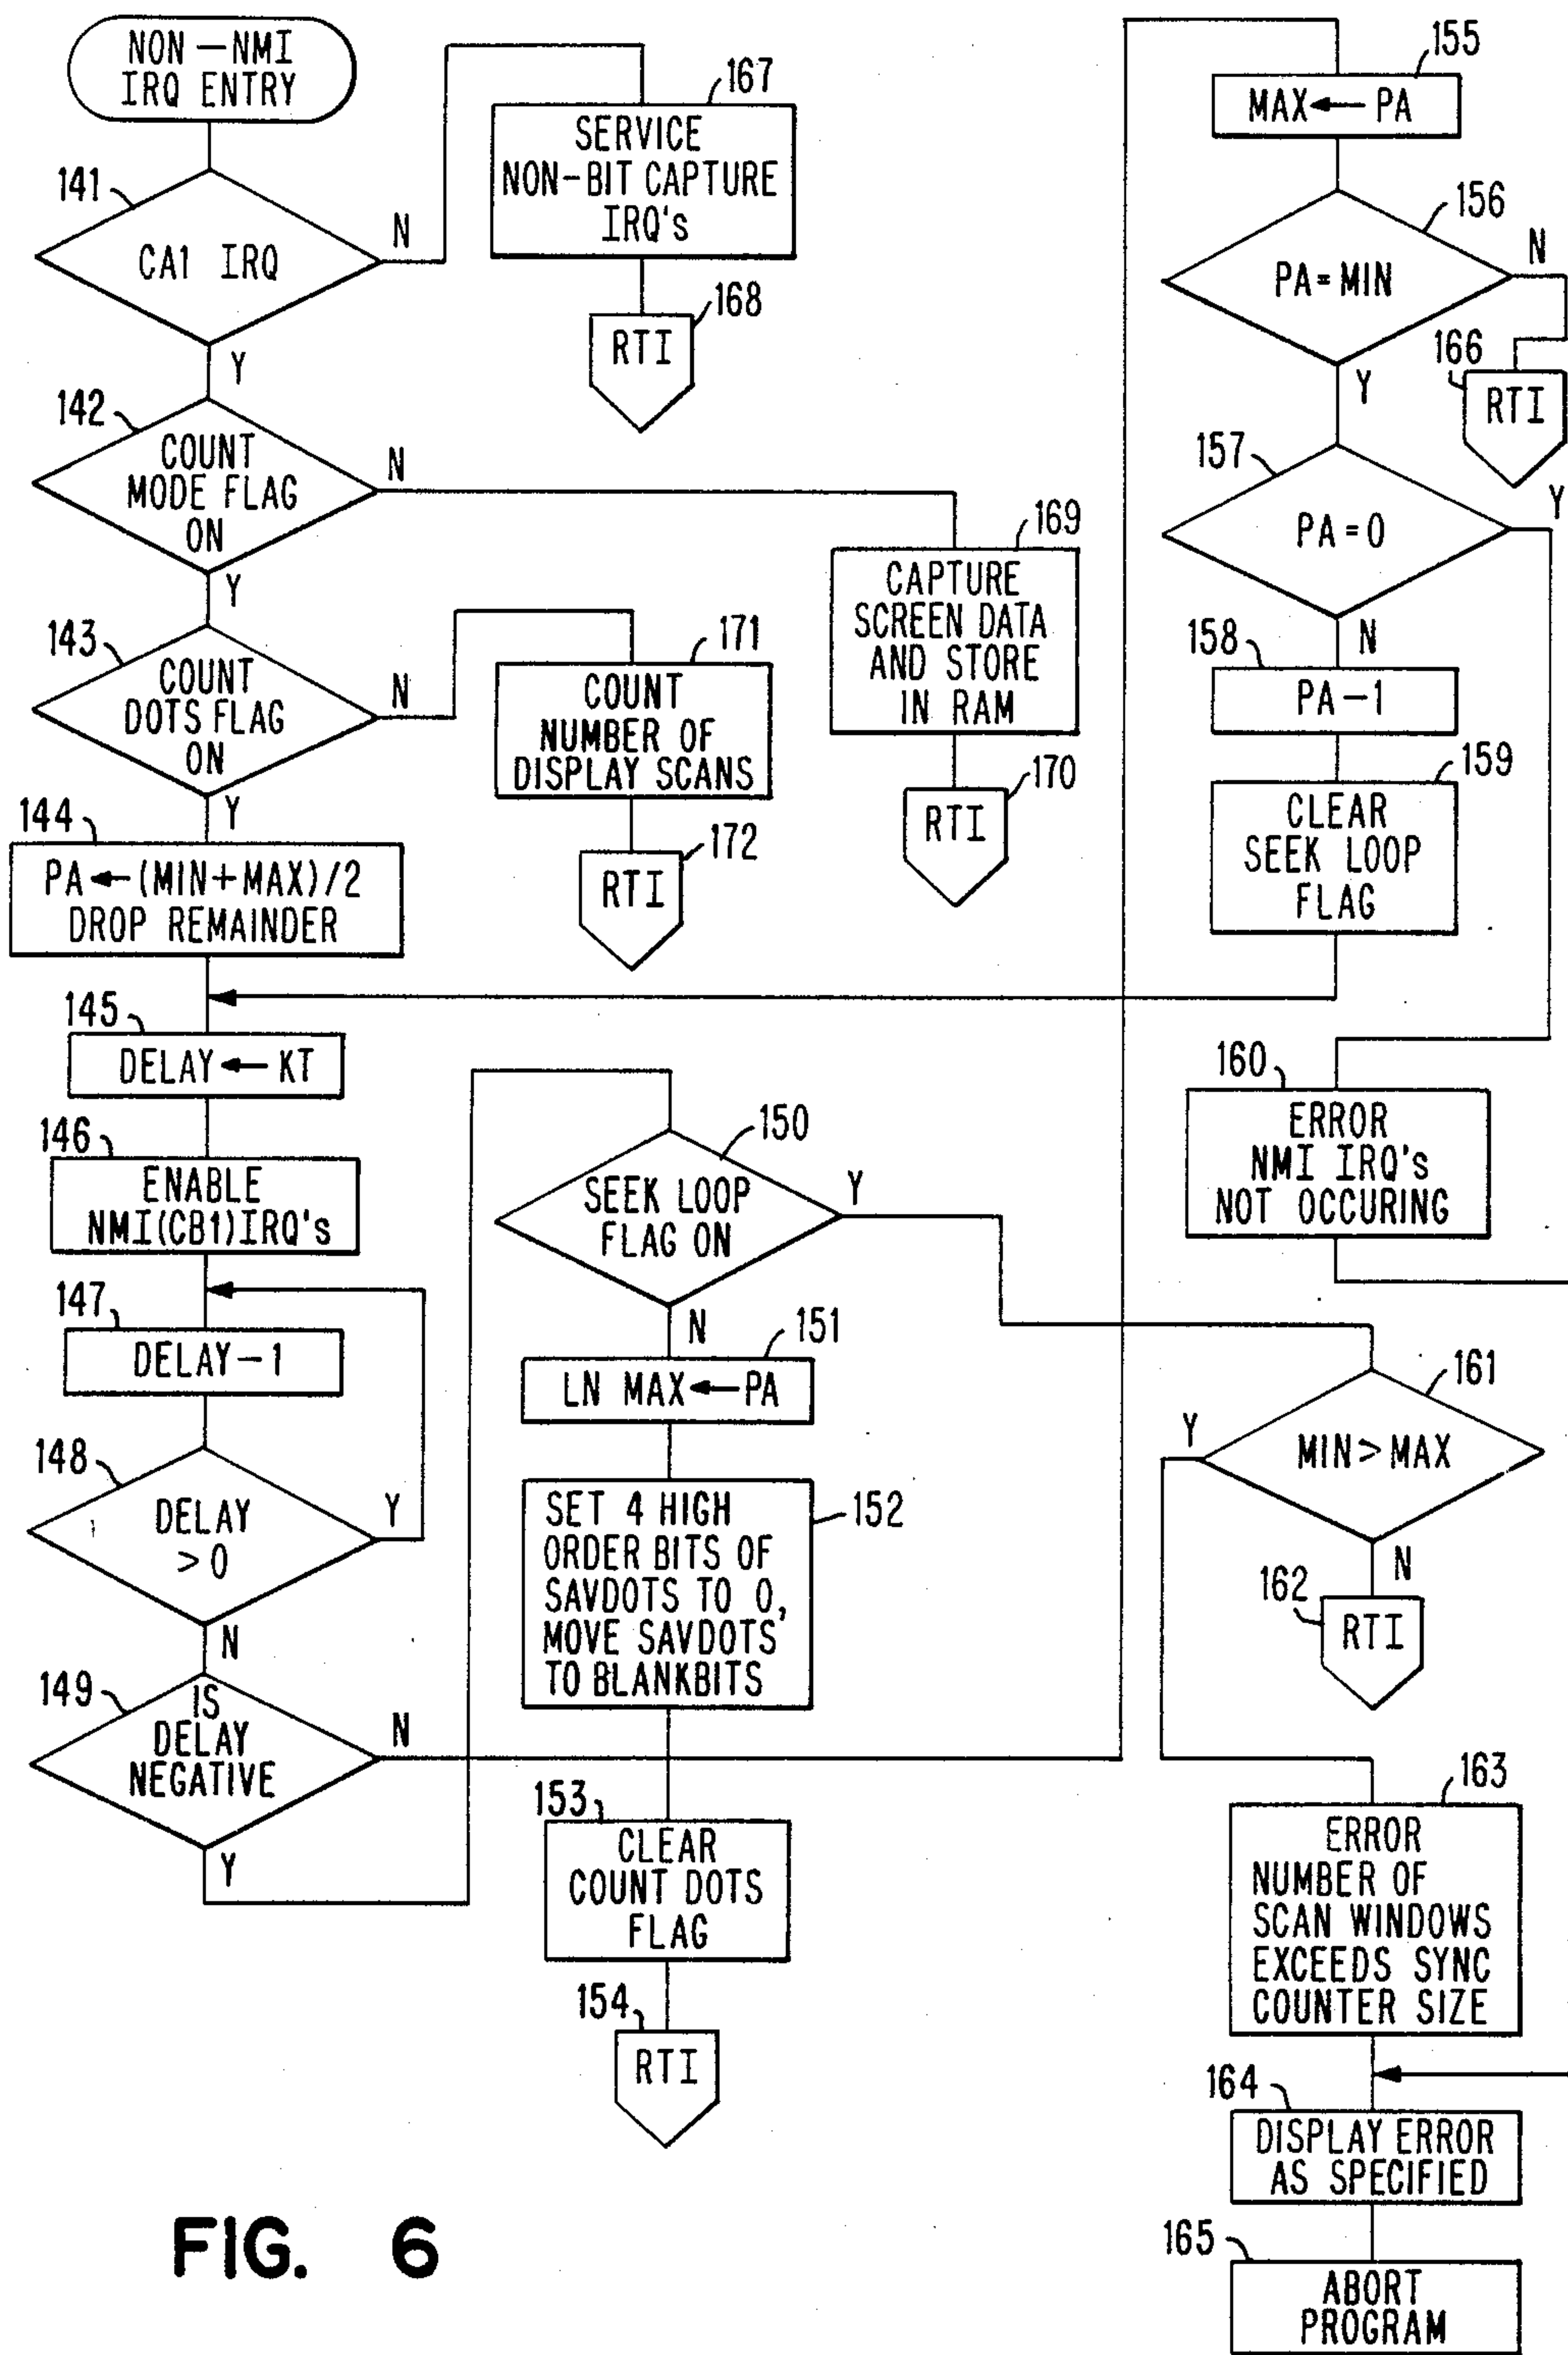 NON-NMI
IRQ ENTRY
141
CA1 IRQ
N
Y
167
SERVICE
NON-BIT CAPTURE
IRQ's
168
RTI
142
COUNT
MODE FLAG
ON
N
Y
169
CAPTURE
SCREEN DATA
AND STORE
IN RAM
170
RTI
143
COUNT
DOTS FLAG
ON
N
Y
171
COUNT
NUMBER OF
DISPLAY SCANS
172
RTI
144
PA←(MIN+MAX)/2
DROP REMAINDER
145
DELAY←KT
146
ENABLE
NMI(CB1)IRQ's
147
DELAY-1
148
DELAY
>0
Y
N
149
IS
DELAY
NEGATIVE
N
Y
150
SEEK LOOP
FLAG ON
Y
N
151
LN MAX←PA
152
SET 4 HIGH
ORDER BITS OF
SAVDOTS TO 0,
MOVE SAVDOTS
TO BLANKBITS
153
CLEAR
COUNT DOTS
FLAG
154
RTI
155
MAX←PA
156
PA=MIN
N
Y
166
RTI
157
PA=0
Y
N
158
PA-1
159
CLEAR
SEEK LOOP
FLAG
160
ERROR
NMI IRQ's
NOT OCCURING
161
MIN>MAX
Y
N
162
RTI
163
ERROR
NUMBER OF
SCAN WINDOWS
EXCEEDS SYNC
COUNTER SIZE
164
DISPLAY ERROR
AS SPECIFIED
165
ABORT
PROGRAM
FIG. 6